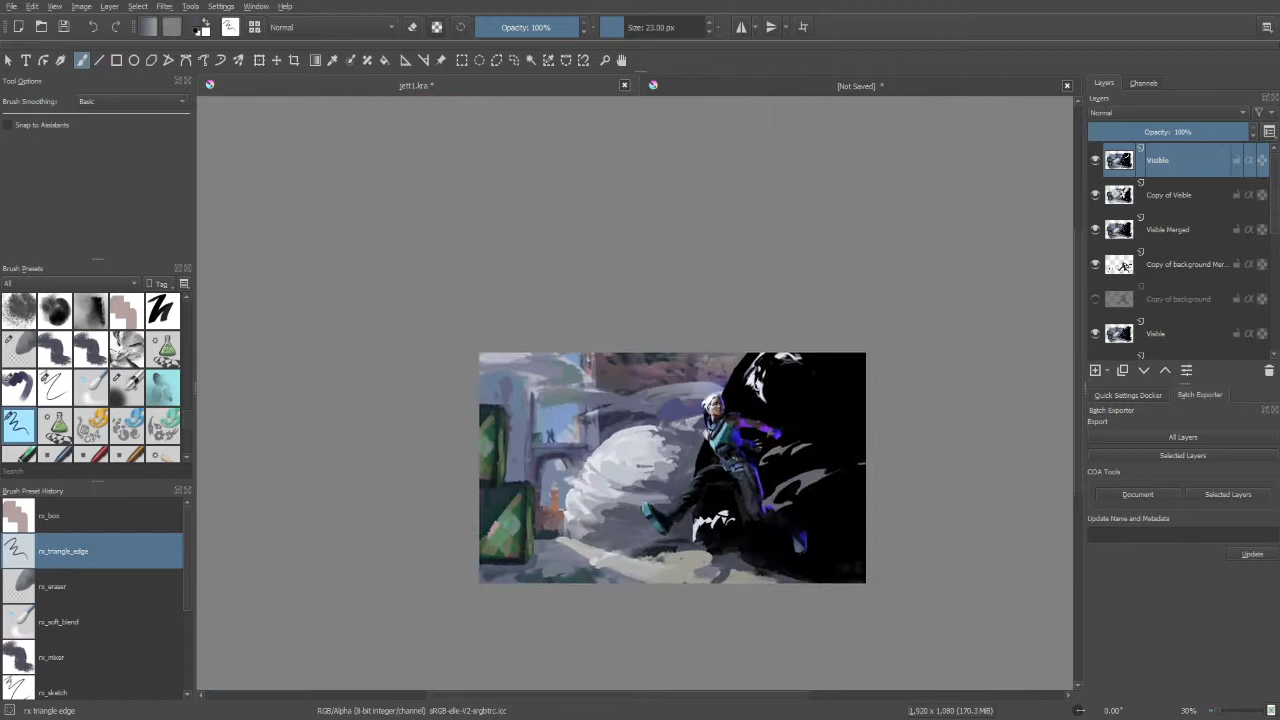 File Edit View Image Layer Select Filter Tools Settings Window Help
Normal
Opacity: 100%
Size: 23.00 px
Tool Options
jett1.kra *
[Not Saved] *
Layers
Channels
Brush Smoothing:
Basic
Layers
Normal
Snap to Assistants
Opacity: 100%
Visible
Copy of Visible
Visible Merged
Copy of background Mer...
Copy of background
Visible
Brush Presets
All
Tag
Search
Brush Preset History
rx_box
rx_triangle_edge
rx_eraser
rx_soft_blend
rx_mixer
rx_sketch
Quick Settings Docker
Batch Exporter
Batch Exporter
Export
All Layers
Selected Layers
COA Tools
Document
Selected Layers
Update Name and Metadata
Update
rx triangle edge
RGB/Alpha (8-bit integer/channel) sRGB-elle-V2-srgbtrc.icc
1,920 x 1,080 (170.3 MiB)
0.00°
30%